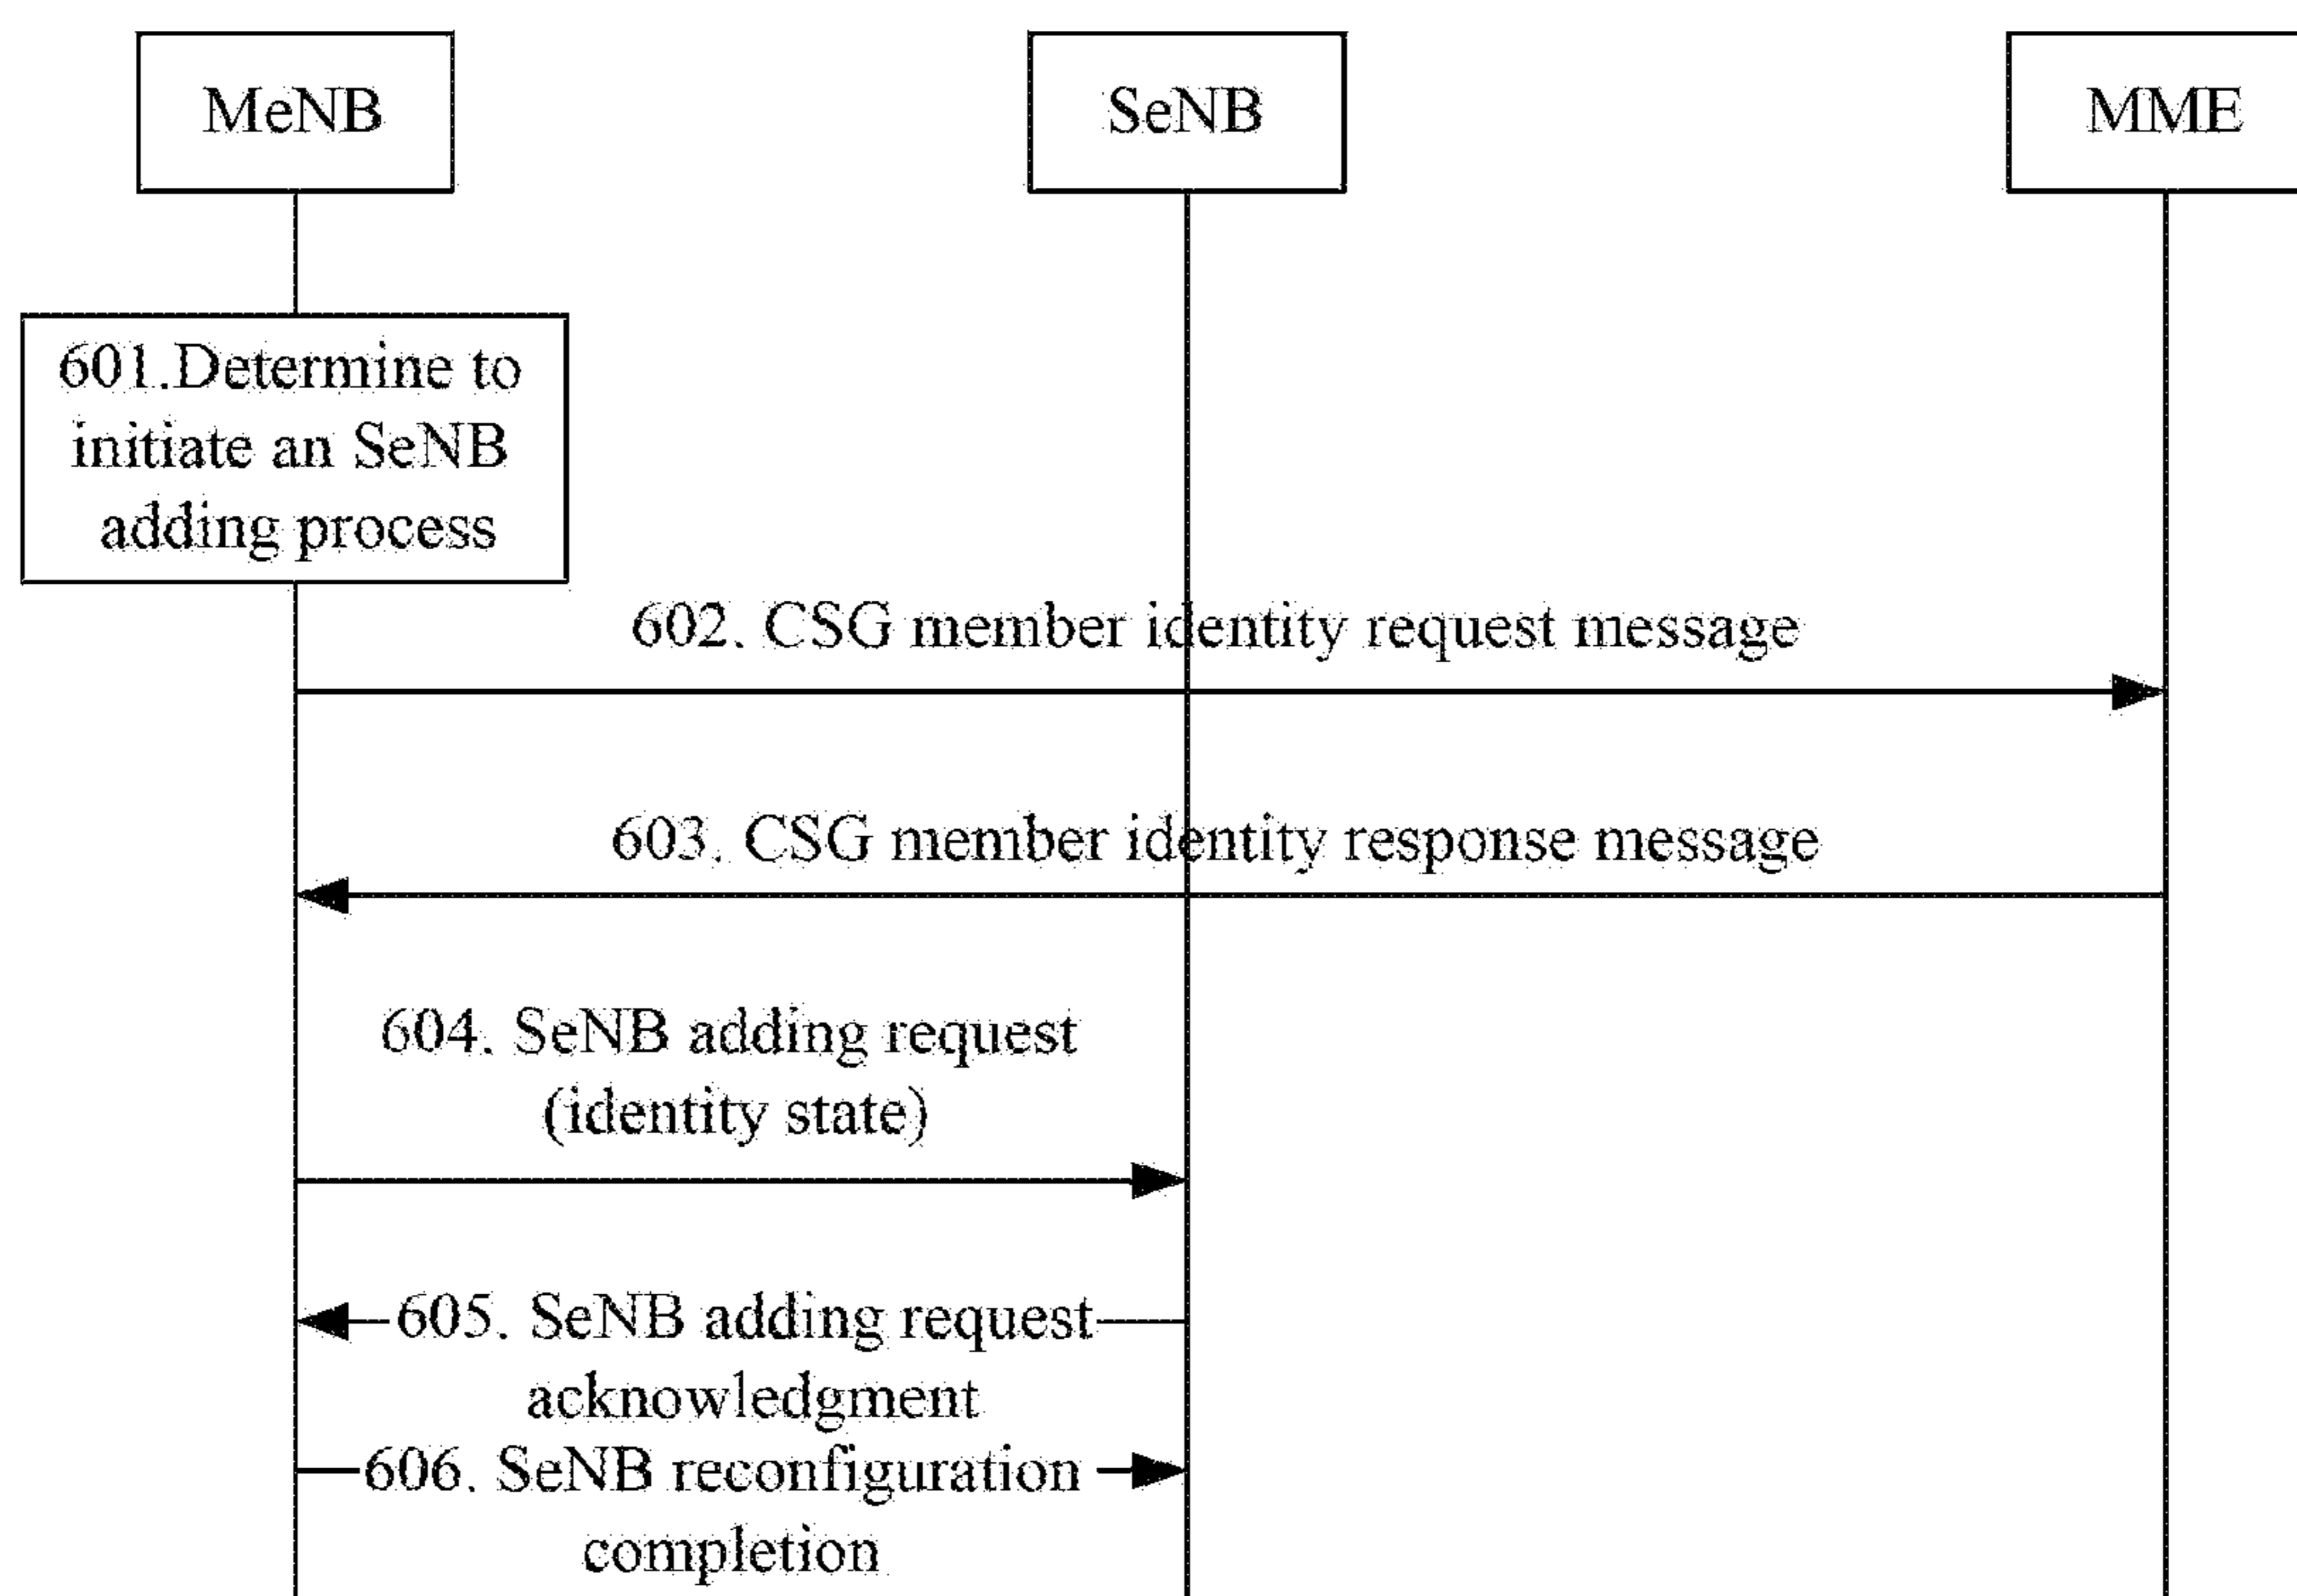 MeNB
SeNB
MME
601.Determine to
initiate an SeNB
adding process
602. CSG member identity request message
603. CSG member identity response message
604. SeNB adding request
(identity state)
605. SeNB adding request
acknowledgment
606. SeNB reconfiguration
completion